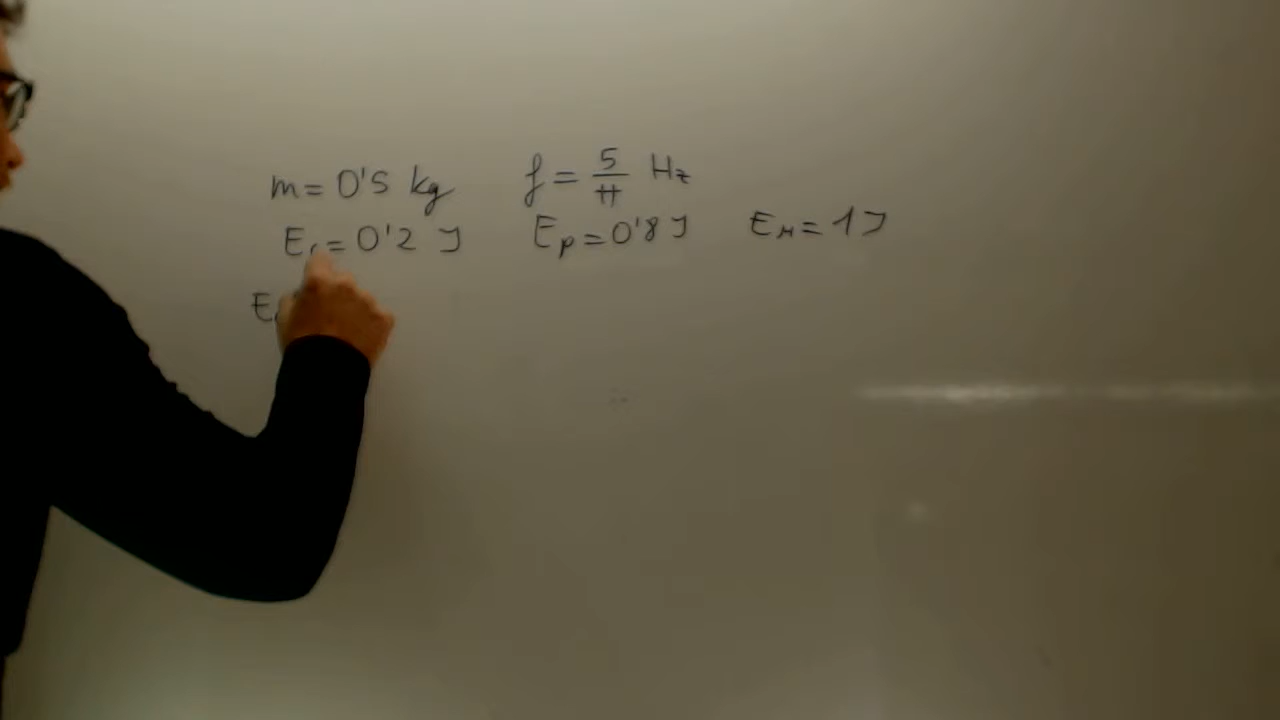 m = 0'5 kg f = 5/π Hz
Ec = 0'2 J Ep = 0'8 J EM = 1 J
E